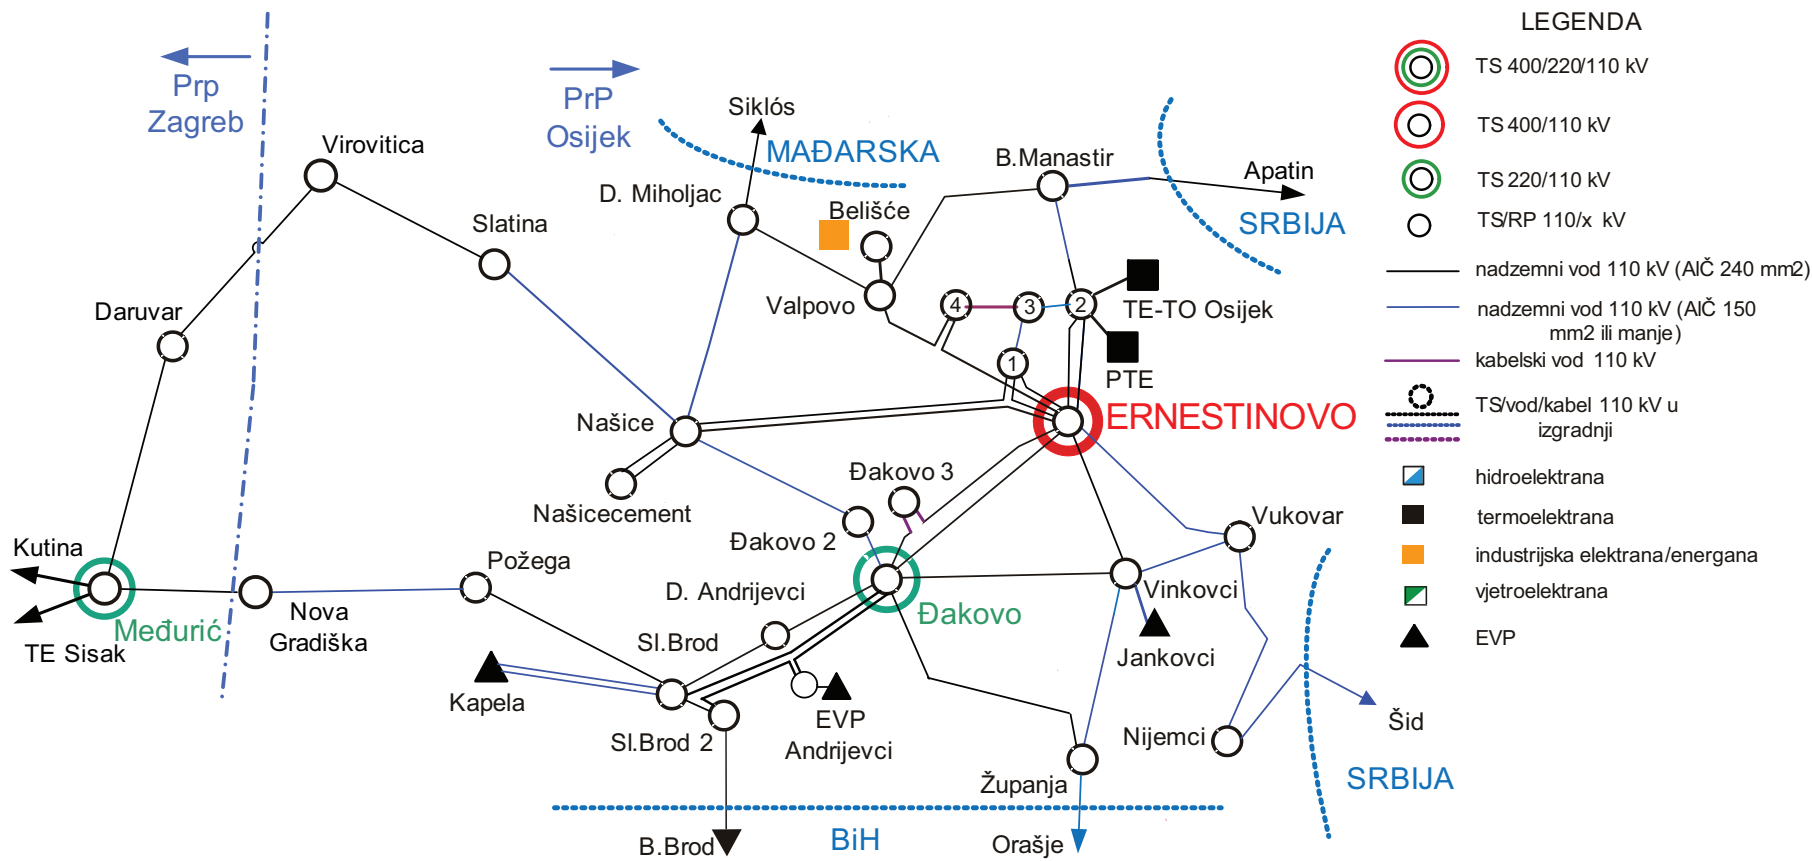 LEGENDA
Prp
Zagreb
PrP
Osijek
Siklós
MAĐARSKA
Virovitica
B.Manastir
Apatin
D. Miholjac
Belišće
SRBIJA
Slatina
Valpovo
4
3
2
TE-TO Osijek
Daruvar
1
PTE
ERNESTINOVO
Našice
Đakovo 3
Našicecement
Đakovo 2
Vukovar
Kutina
Požega
D. Andrijevci
Đakovo
Vinkovci
Međurić
Nova
Gradiška
TE Sisak
Sl.Brod
Jankovci
Kapela
Sl.Brod 2
EVP
Andrijevci
Nijemci
Šid
Županja
SRBIJA
B.Brod
BiH
Orašje
TS 400/220/110 kV
TS 400/110 kV
TS 220/110 kV
TS/RP 110/x kV
nadzemni vod 110 kV (AlČ 240 mm2)
nadzemni vod 110 kV (AlČ 150
mm2 ili manje)
kabelski vod 110 kV
TS/vod/kabel 110 kV u
izgradnji
hidroelektrana
termoelektrana
industrijska elektrana/energana
vjetroelektrana
EVP